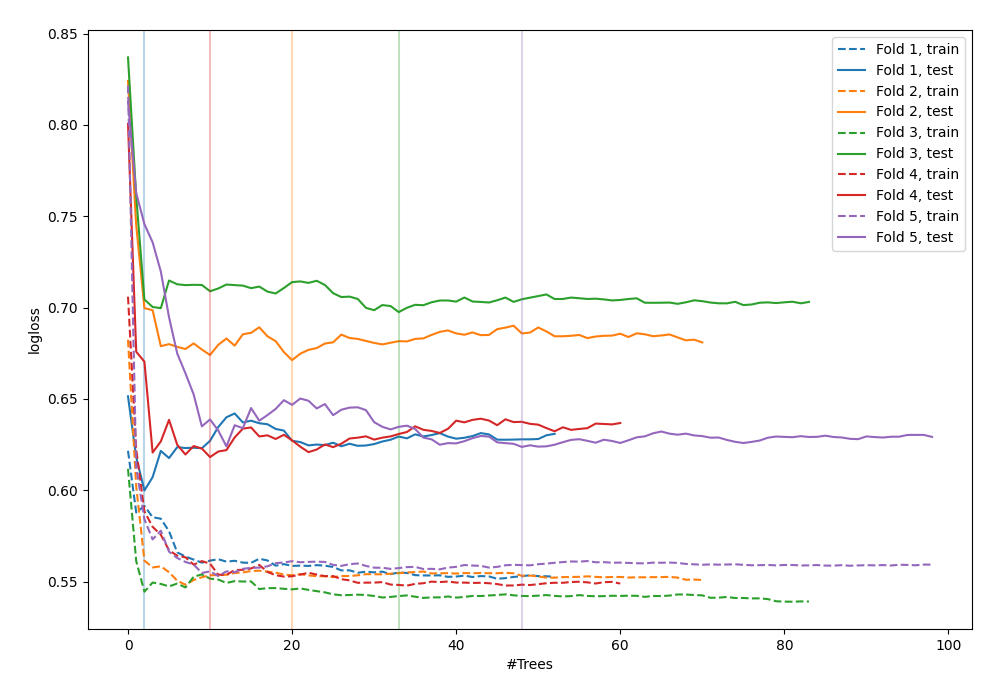 0.85
0.80
0.75
0.70
0.65
0.60
0.55
logloss
0
20
40
60
80
100
#Trees
Fold 1, train
Fold 1, test
Fold 2, train
Fold 2, test
Fold 3, train
Fold 3, test
Fold 4, train
Fold 4, test
Fold 5, train
Fold 5, test